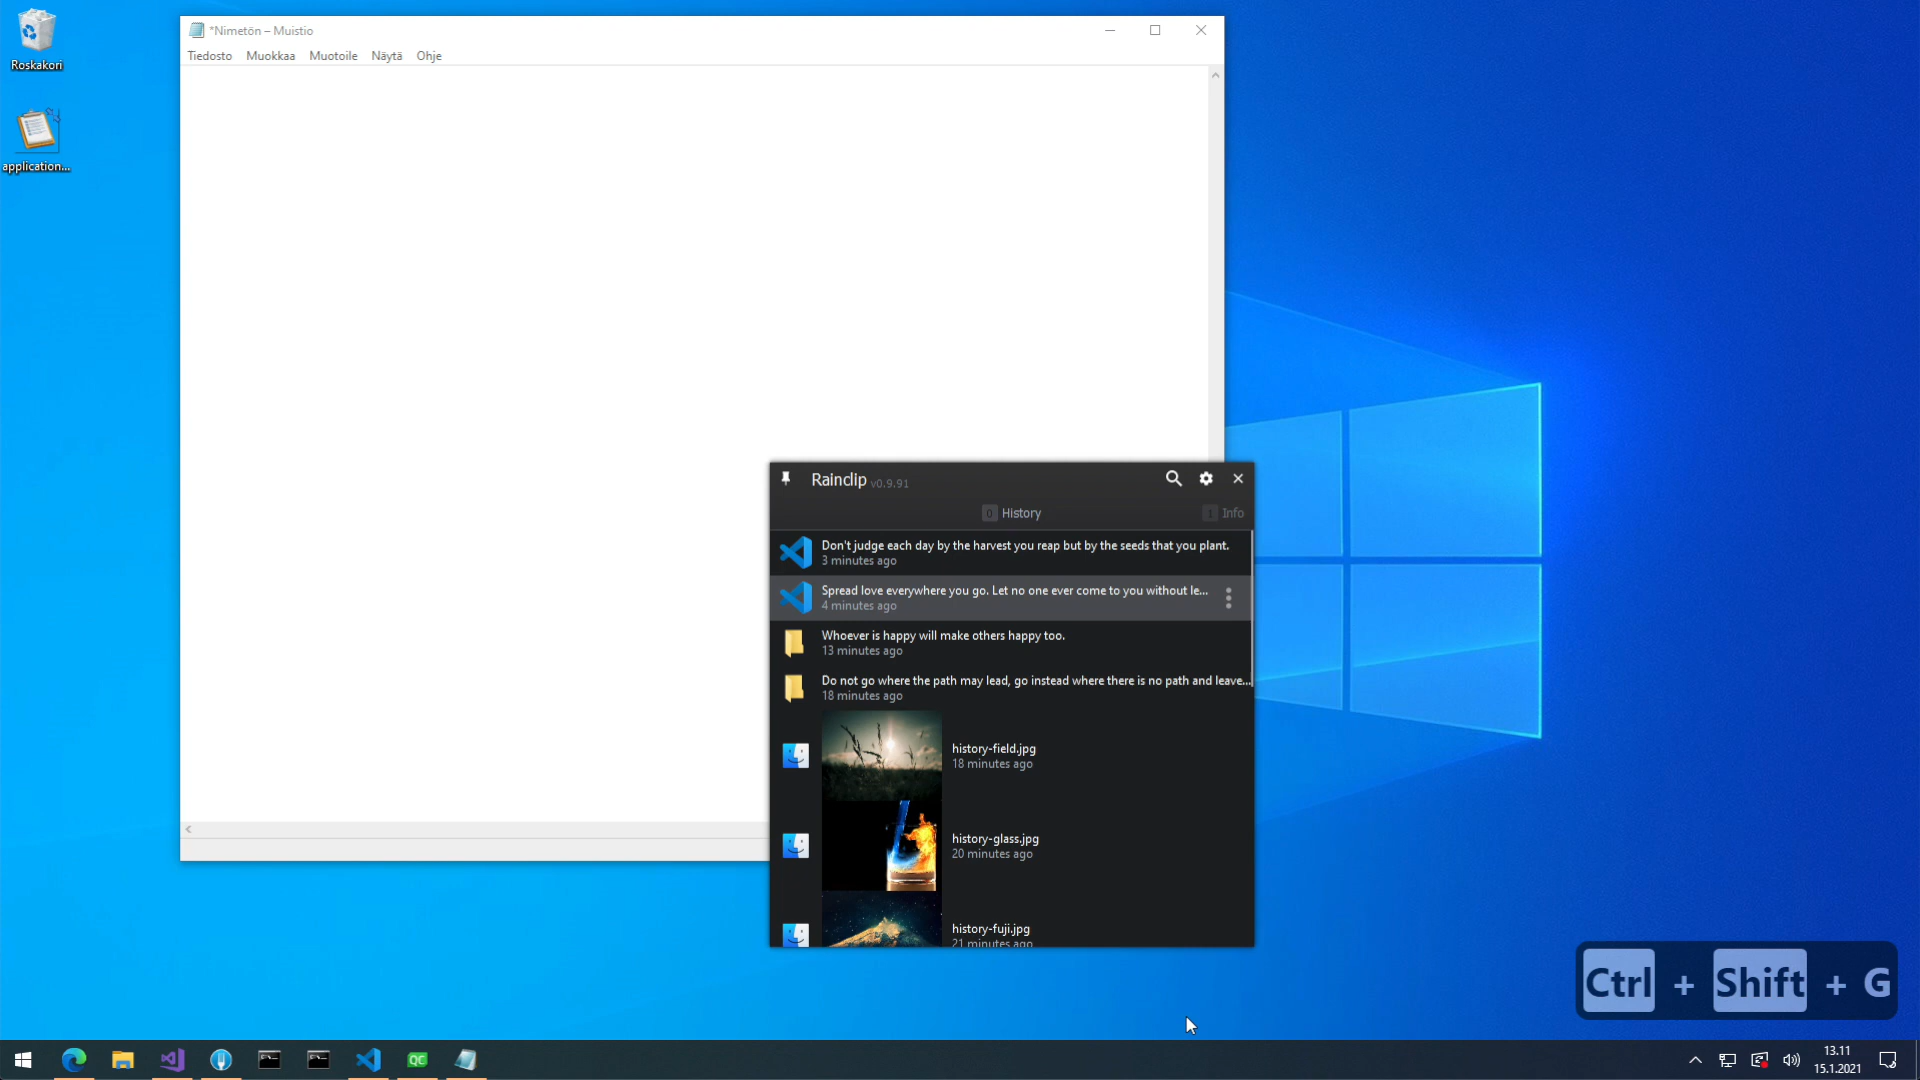 Roskakori
application...
*Nimetön – Muistio
Tiedosto Muokkaa Muotoile Näytä Ohje
Rainclip v0.9.91
0 History 1 Info
Don't judge each day by the harvest you reap but by the seeds that you plant.
3 minutes ago
Spread love everywhere you go. Let no one ever come to you without le...
4 minutes ago
Whoever is happy will make others happy too.
13 minutes ago
Do not go where the path may lead, go instead where there is no path and leave...
18 minutes ago
history-field.jpg
18 minutes ago
history-glass.jpg
20 minutes ago
history-fuji.jpg
21 minutes ago
Ctrl + Shift + G
QC
13.11
15.1.2021